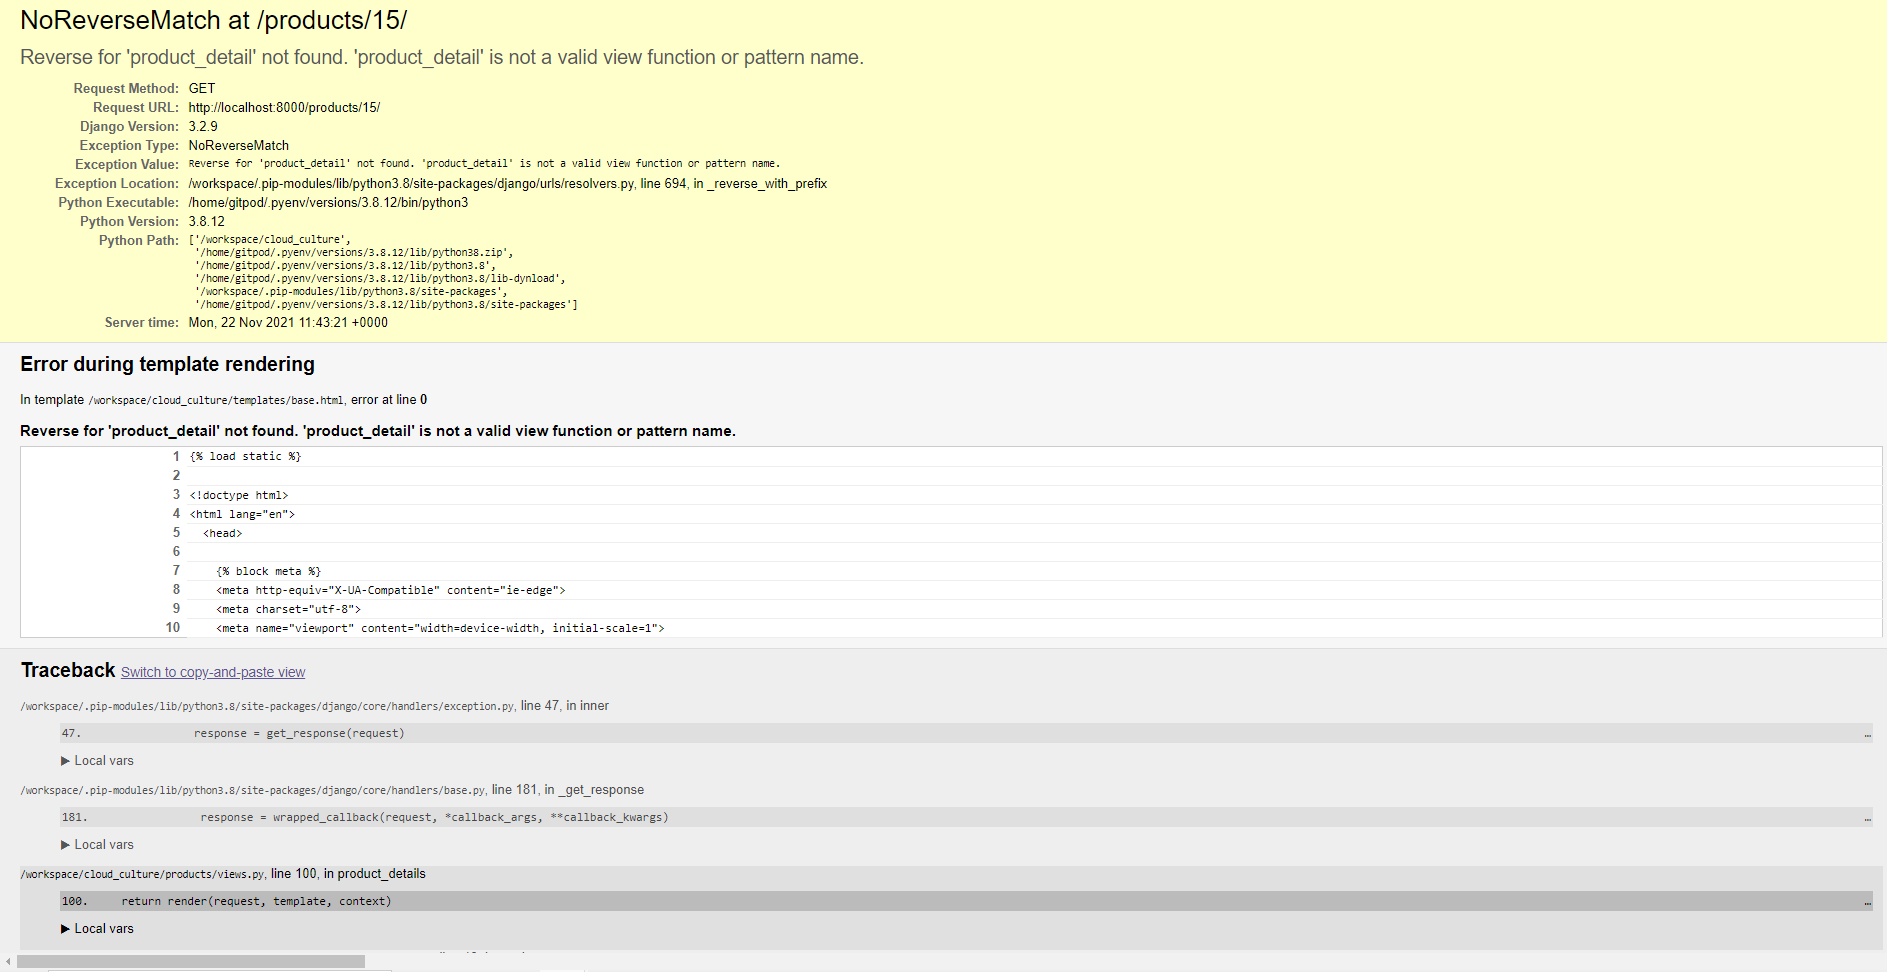 NoReverseMatch at /products/15/
Reverse for 'product_detail' not found. 'product_detail' is not a valid view function or pattern name.
Request Method: GET
Request URL: http://localhost:8000/products/15/
Django Version: 3.2.9
Exception Type: NoReverseMatch
Exception Value: Reverse for 'product_detail' not found. 'product_detail' is not a valid view function or pattern name.
Exception Location: /workspace/.pip-modules/lib/python3.8/site-packages/django/urls/resolvers.py, line 694, in _reverse_with_prefix
Python Executable: /home/gitpod/.pyenv/versions/3.8.12/bin/python3
Python Version: 3.8.12
Python Path: ['/workspace/cloud_culture',
'/home/gitpod/.pyenv/versions/3.8.12/lib/python38.zip',
'/home/gitpod/.pyenv/versions/3.8.12/lib/python3.8',
'/home/gitpod/.pyenv/versions/3.8.12/lib/python3.8/lib-dynload',
'/workspace/.pip-modules/lib/python3.8/site-packages',
'/home/gitpod/.pyenv/versions/3.8.12/lib/python3.8/site-packages']
Server time: Mon, 22 Nov 2021 11:43:21 +0000
Error during template rendering
In template /workspace/cloud_culture/templates/base.html, error at line 0
Reverse for 'product_detail' not found. 'product_detail' is not a valid view function or pattern name.
1 {% load static %}
2
3 <!doctype html>
4 <html lang="en">
5 <head>
6
7 {% block meta %}
8 <meta http-equiv="X-UA-Compatible" content="ie-edge">
9 <meta charset="utf-8">
10 <meta name="viewport" content="width=device-width, initial-scale=1">
Traceback Switch to copy-and-paste view
/workspace/.pip-modules/lib/python3.8/site-packages/django/core/handlers/exception.py, line 47, in inner
47. response = get_response(request) …
▶ Local vars
/workspace/.pip-modules/lib/python3.8/site-packages/django/core/handlers/base.py, line 181, in _get_response
181. response = wrapped_callback(request, *callback_args, **callback_kwargs) …
▶ Local vars
/workspace/cloud_culture/products/views.py, line 100, in product_details
100. return render(request, template, context) …
▶ Local vars